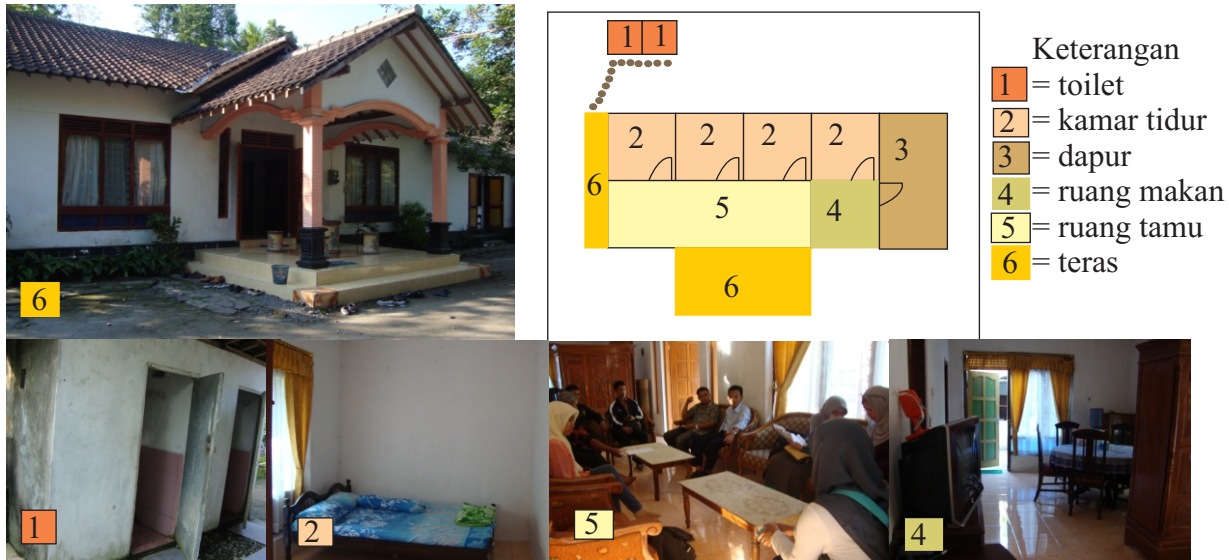 6
1 1
2 2 2 2 3
6 5 4
6
Keterangan
1 = toilet
2 = kamar tidur
3 = dapur
4 = ruang makan
5 = ruang tamu
6 = teras
1
2
5
4